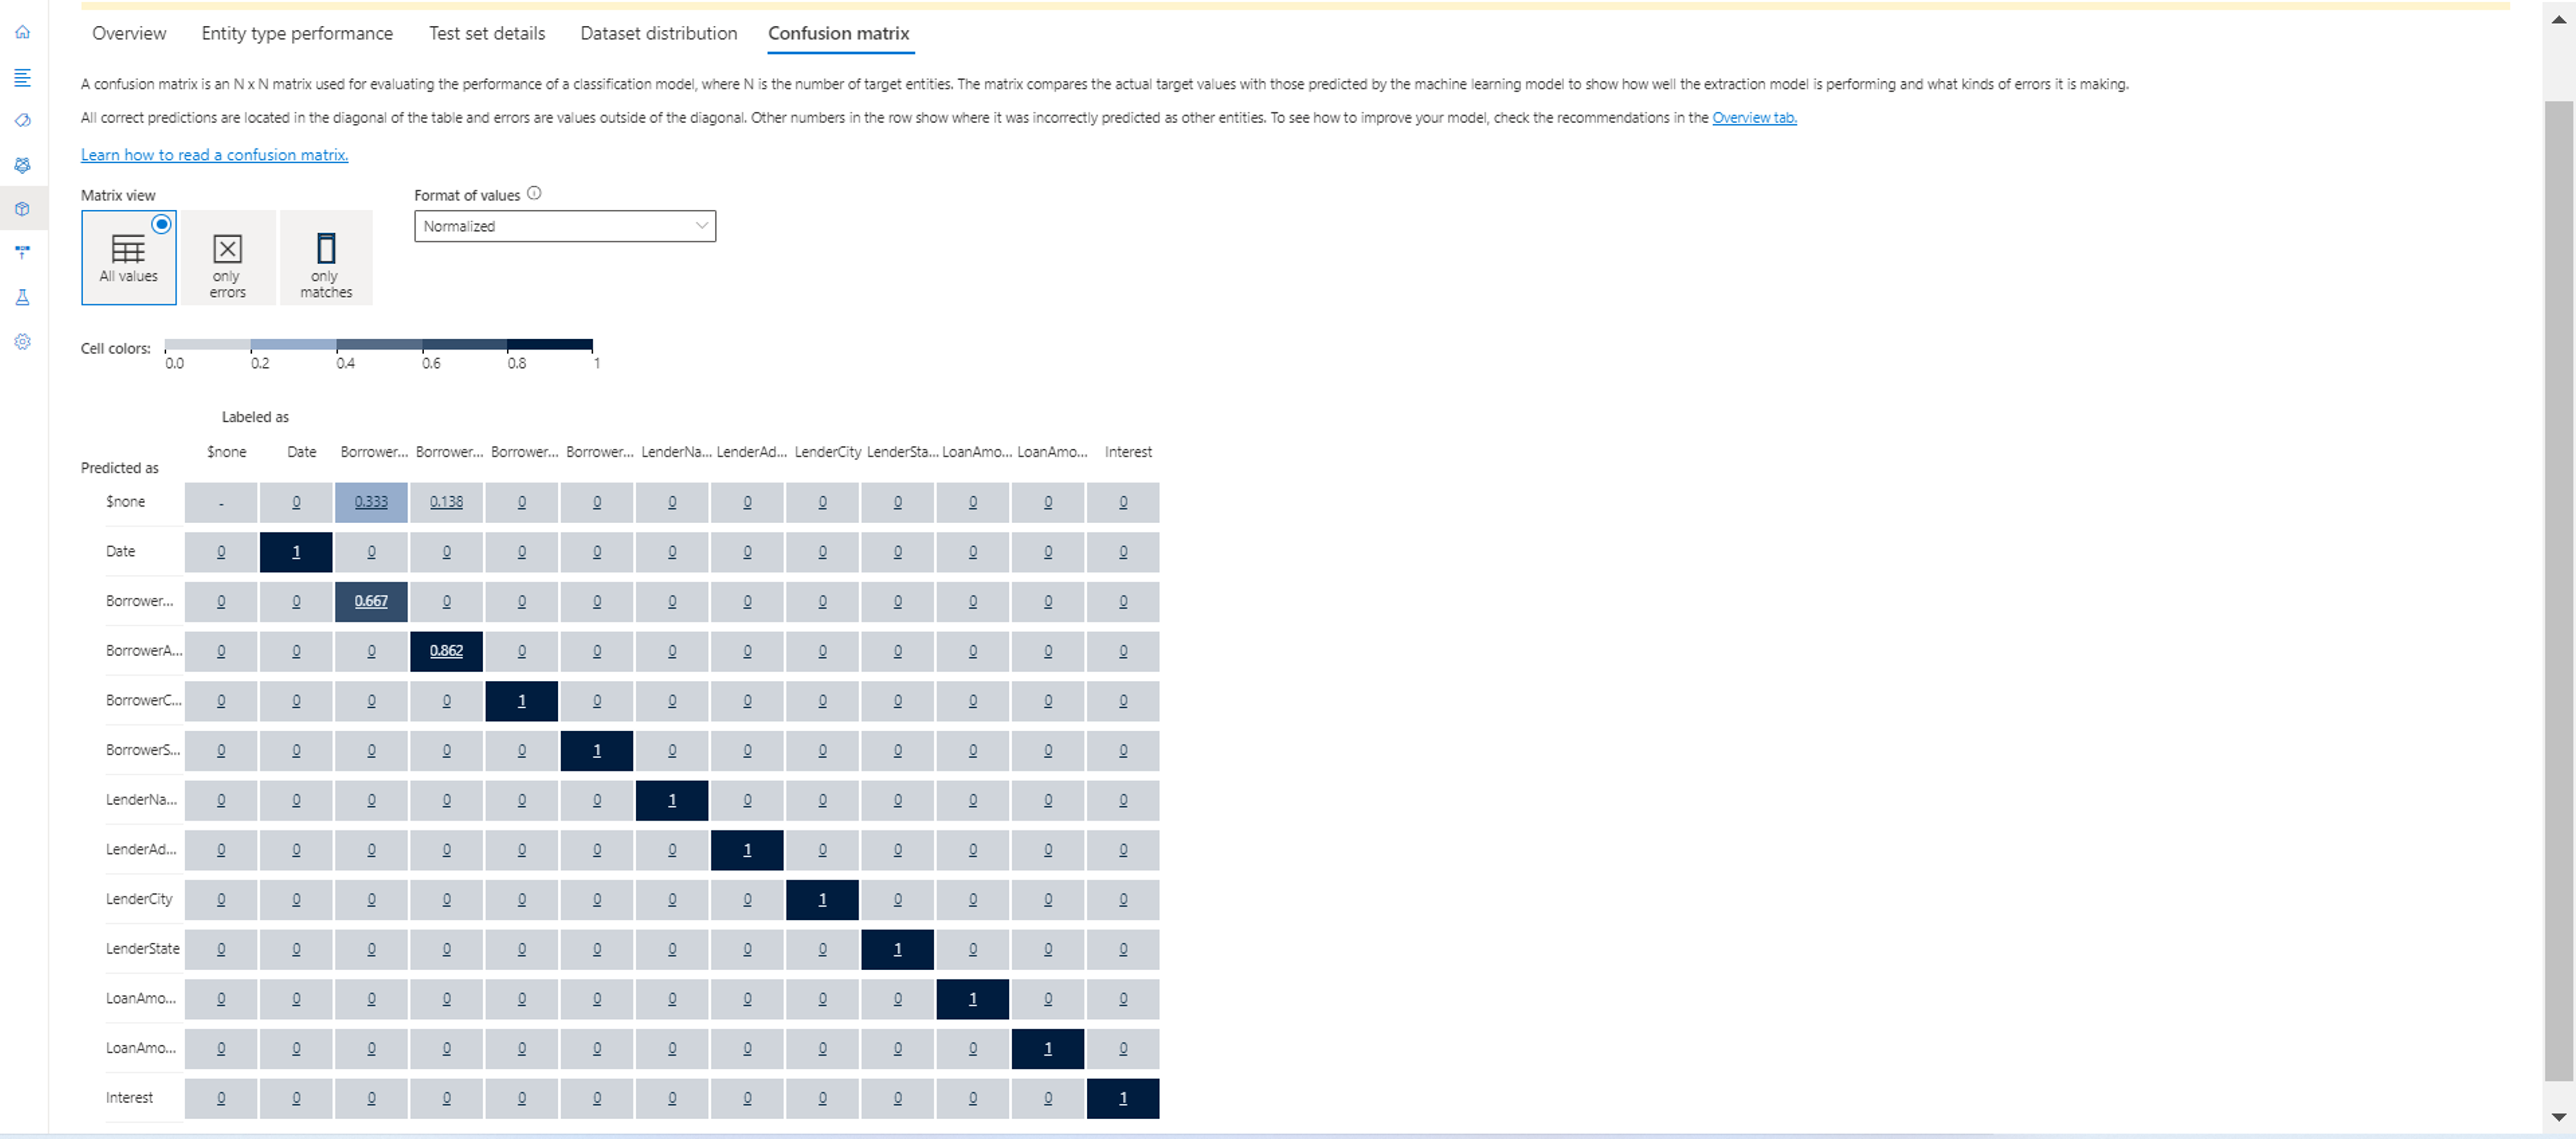 Overview Entity type performance Test set details Dataset distribution Confusion matrix
A confusion matrix is an N x N matrix used for evaluating the performance of a classification model, where N is the number of target entities. The matrix compares the actual target values with those predicted by the machine learning model to show how well the extraction model is performing and what kinds of errors it is making.
All correct predictions are located in the diagonal of the table and errors are values outside of the diagonal. Other numbers in the row show where it was incorrectly predicted as other entities. To see how to improve your model, check the recommendations in the Overview tab.
Learn how to read a confusion matrix.
Matrix view Format of values
Normalized
All values only errors only matches
Cell colors: 0.0 0.2 0.4 0.6 0.8 1
Labeled as
$none Date Borrower... Borrower... Borrower... Borrower... LenderNa... LenderAd... LenderCity LenderSta... LoanAmo... LoanAmo... Interest
Predicted as
$none - 0 0.333 0.138 0 0 0 0 0 0 0 0 0
Date 0 1 0 0 0 0 0 0 0 0 0 0 0
Borrower... 0 0 0.667 0 0 0 0 0 0 0 0 0 0
BorrowerA... 0 0 0 0.862 0 0 0 0 0 0 0 0 0
BorrowerC... 0 0 0 0 1 0 0 0 0 0 0 0 0
BorrowerS... 0 0 0 0 0 1 0 0 0 0 0 0 0
LenderNa... 0 0 0 0 0 0 1 0 0 0 0 0 0
LenderAd... 0 0 0 0 0 0 0 1 0 0 0 0 0
LenderCity 0 0 0 0 0 0 0 0 1 0 0 0 0
LenderState 0 0 0 0 0 0 0 0 0 1 0 0 0
LoanAmo... 0 0 0 0 0 0 0 0 0 0 1 0 0
LoanAmo... 0 0 0 0 0 0 0 0 0 0 0 1 0
Interest 0 0 0 0 0 0 0 0 0 0 0 0 1